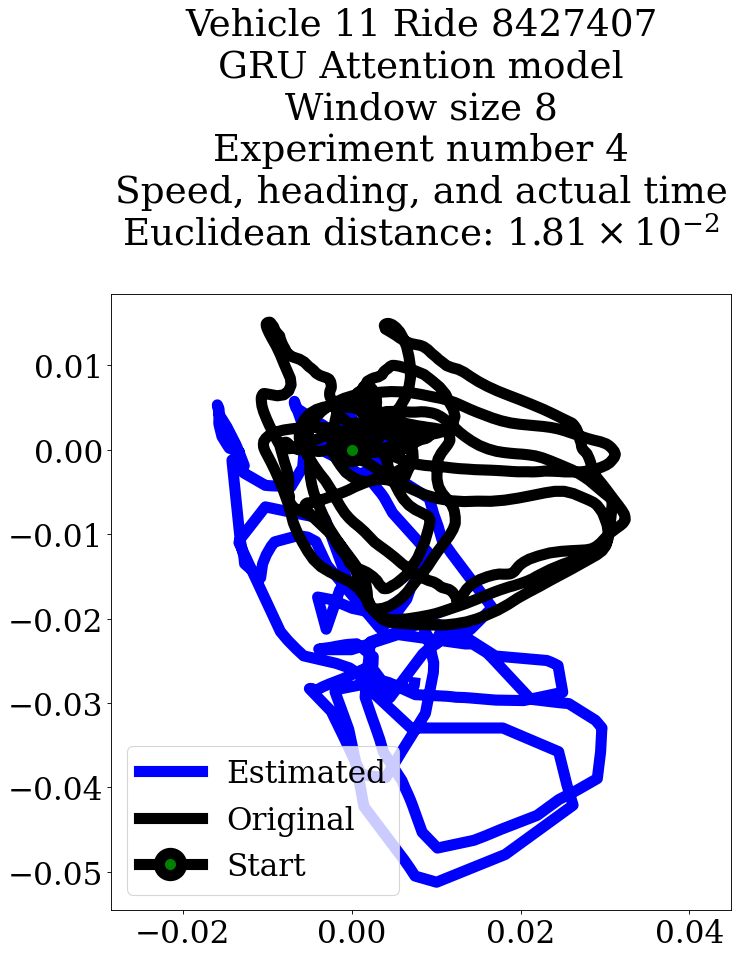 Vehicle 11 Ride 8427407
GRU Attention model
Window size 8
Experiment number 4
Speed, heading, and actual time
Euclidean distance: 1.81 × 10⁻²
0.01
0.00
−0.01
−0.02
−0.03
−0.04
−0.05
Estimated
Original
Start
−0.02 0.00 0.02 0.04